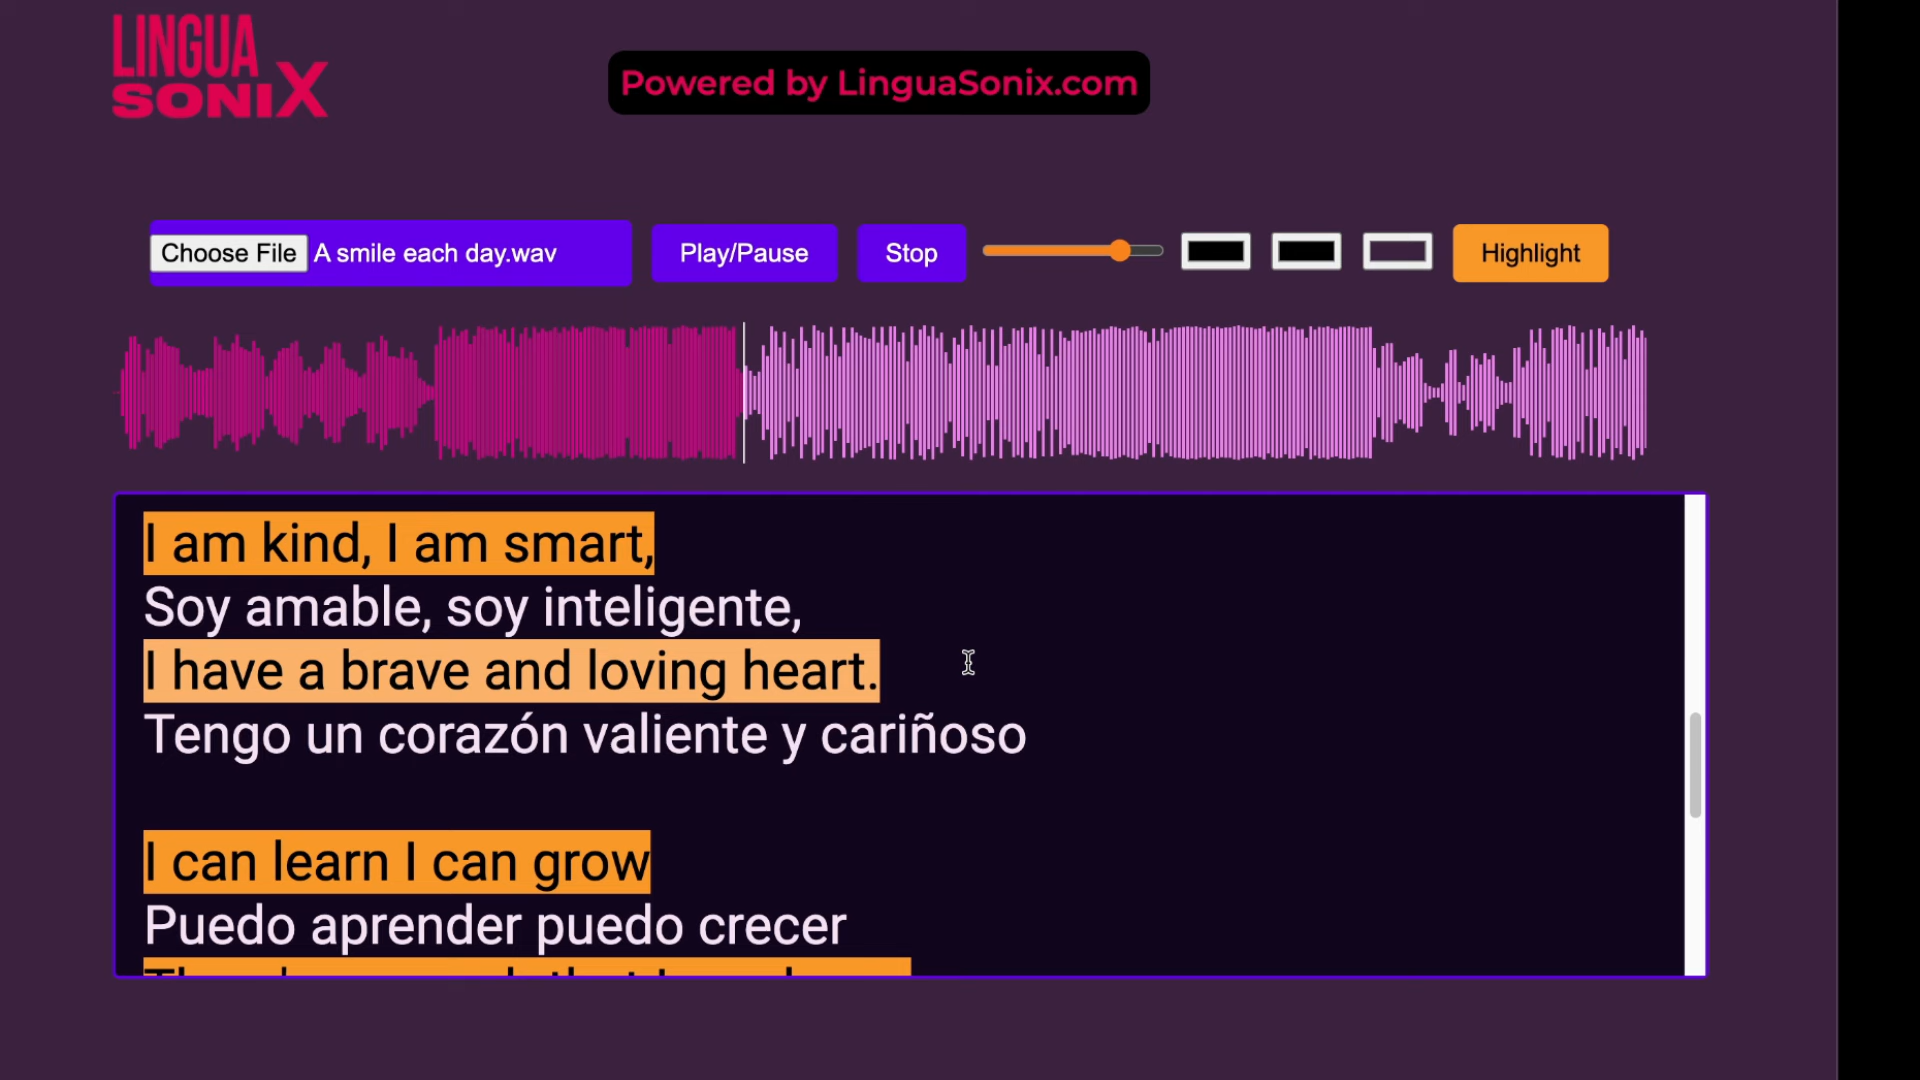 LINGUA
SONIX
Powered by LinguaSonix.com
Choose File A smile each day.wav
Play/Pause
Stop
Highlight
I am kind, I am smart,
Soy amable, soy inteligente,
I have a brave and loving heart.
Tengo un corazón valiente y cariñoso
I can learn I can grow
Puedo aprender puedo crecer